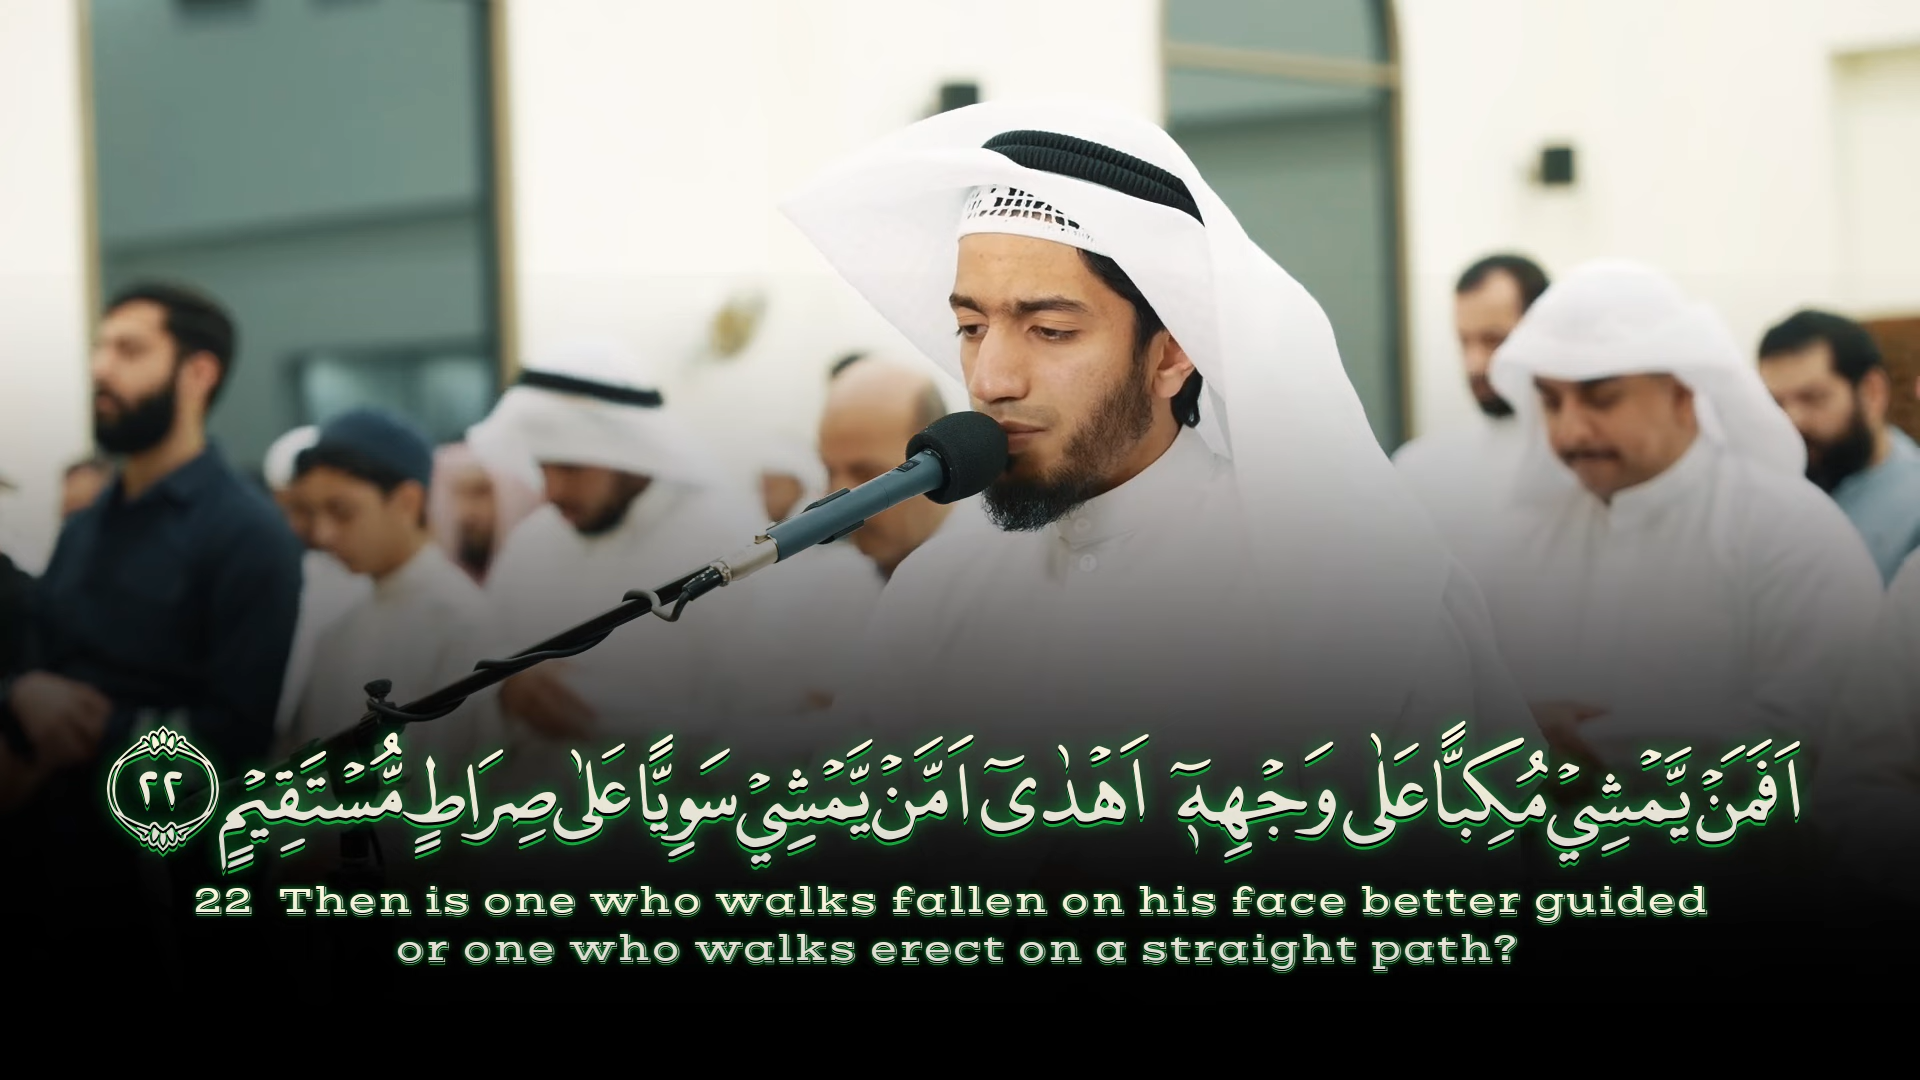 اَفَمَنْ يَّمْشِيْ مُكِبًّا عَلٰى وَجْهِهٖٓ اَهْدٰىٓ اَمَّنْ يَّمْشِيْ سَوِيًّا عَلٰى صِرَاطٍ مُّسْتَقِيْمٍ ٢٢
22 Then is one who walks fallen on his face better guided
or one who walks erect on a straight path?